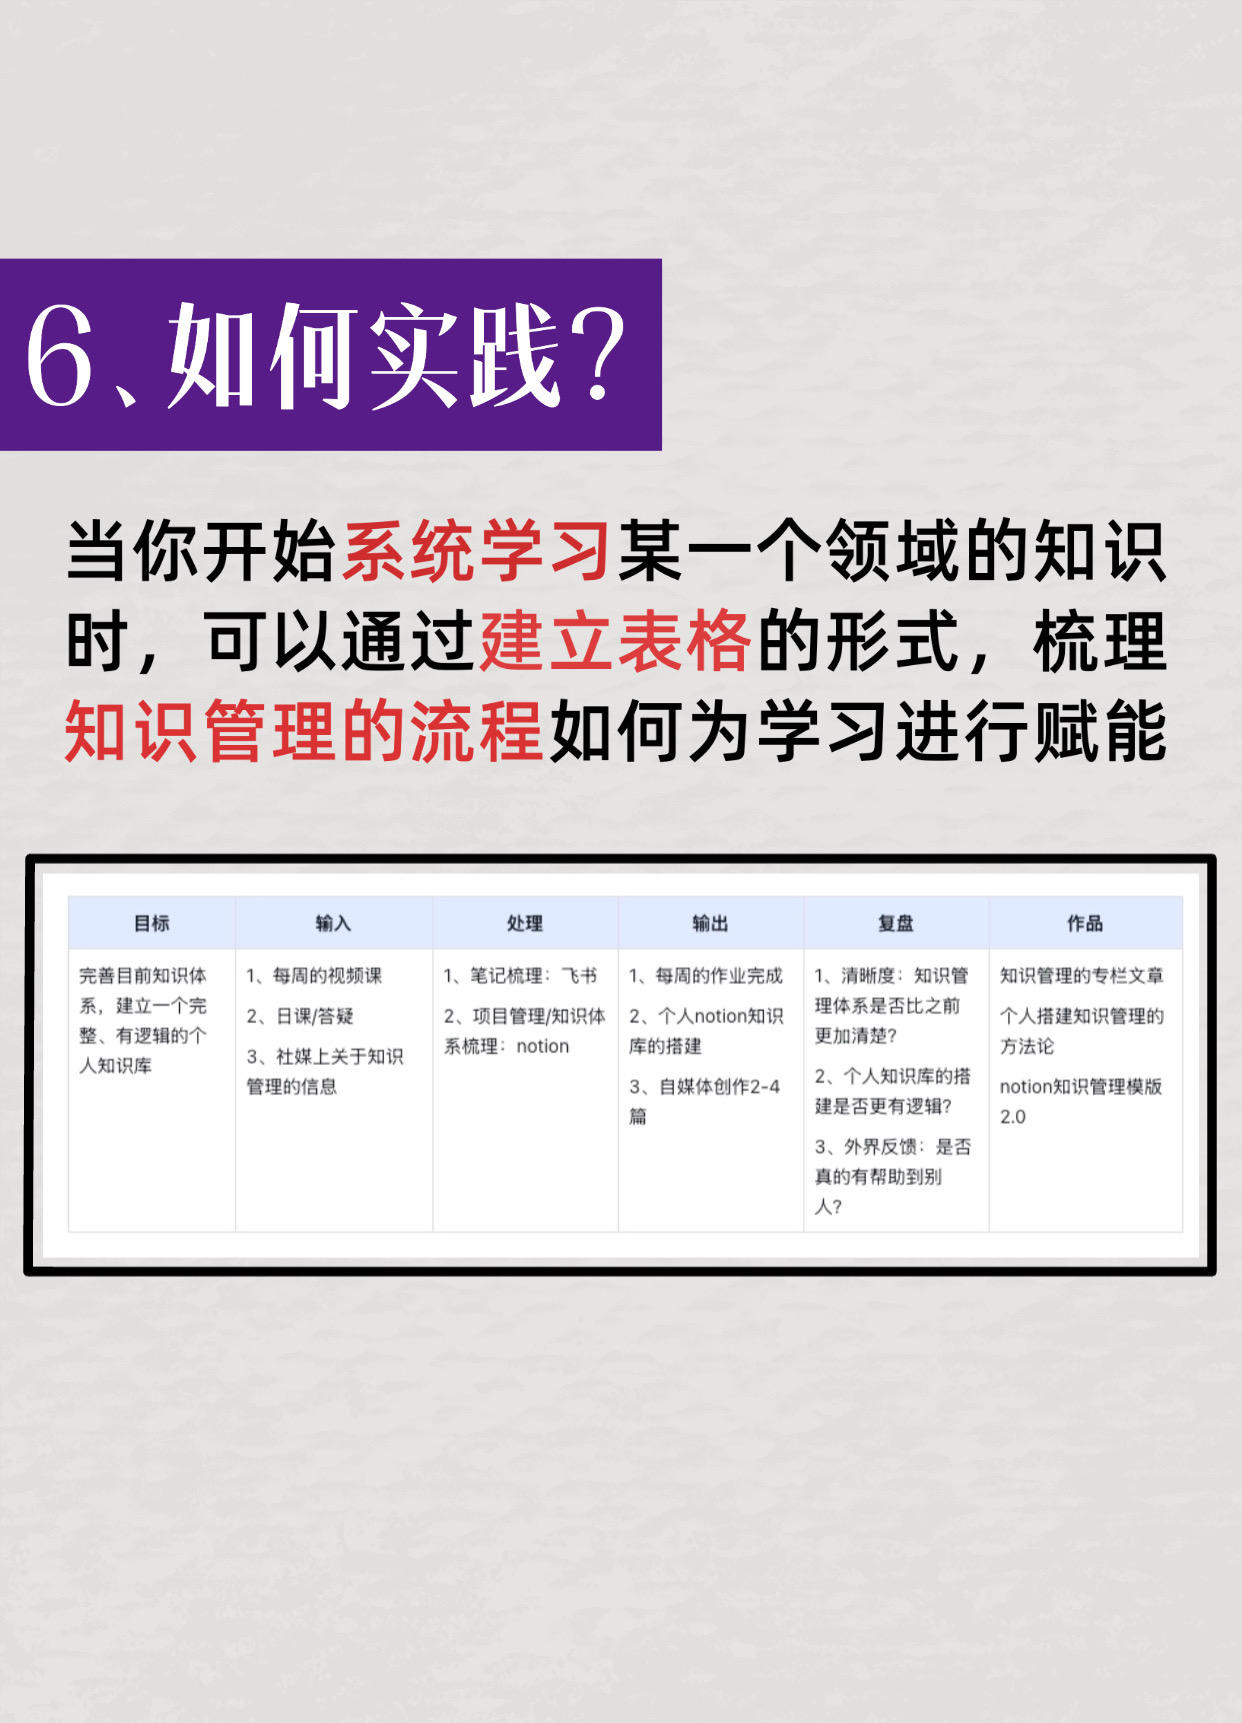 6、如何实践？
当你开始系统学习某一个领域的知识
时，可以通过建立表格的形式，梳理
知识管理的流程如何为学习进行赋能
目标
输入
处理
输出
复盘
作品
完善目前知识体
系，建立一个完
整、有逻辑的个
人知识库
1、每周的视频课
2、日课/答疑
3、社媒上关于知识
管理的信息
1、笔记梳理：飞书
2、项目管理/知识体
系梳理：notion
1、每周的作业完成
2、个人notion知识
库的搭建
3、自媒体创作2-4
篇
1、清晰度：知识管
理体系是否比之前
更加清楚？
2、个人知识库的搭
建是否更有逻辑？
3、外界反馈：是否
真的有帮助到别
人？
知识管理的专栏文章
个人搭建知识管理的
方法论
notion知识管理模版
2.0